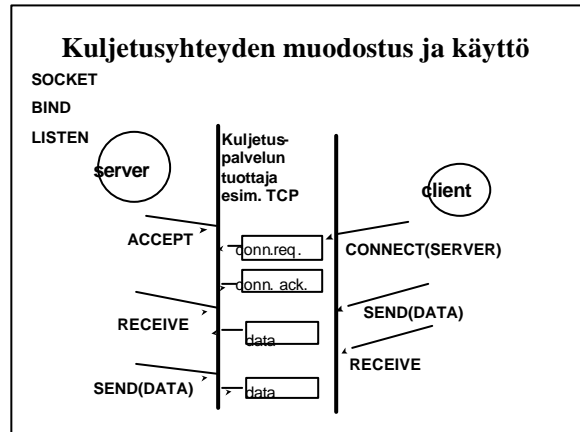 Kuljetusyhteyden muodostus ja käyttö
SOCKET
BIND
LISTEN
server
Kuljetus-
palvelun
tuottaja
esim. TCP
client
ACCEPT
conn.req.
CONNECT(SERVER)
conn. ack.
SEND(DATA)
RECEIVE
data
RECEIVE
SEND(DATA)
data